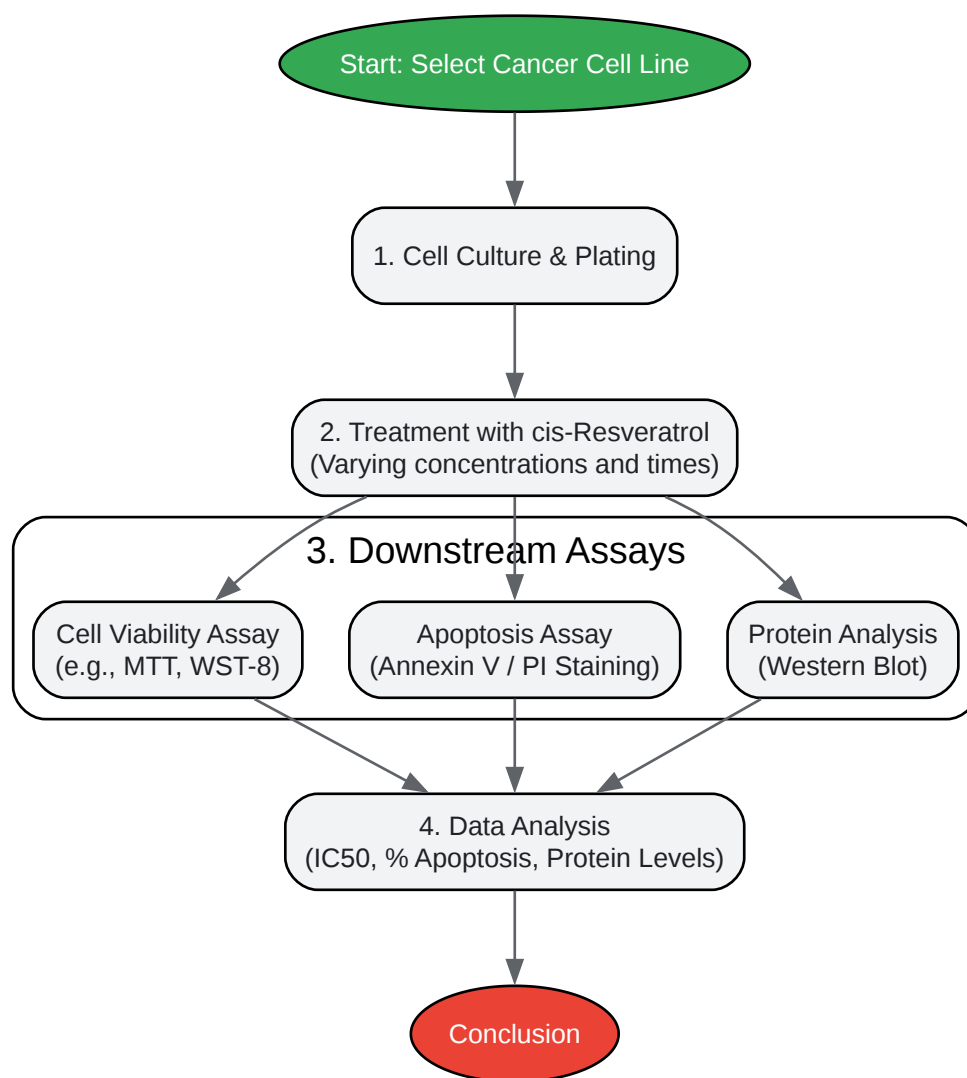 Start: Select Cancer Cell Line
1. Cell Culture & Plating
2. Treatment with cis-Resveratrol
(Varying concentrations and times)
3. Downstream Assays
Cell Viability Assay
(e.g., MTT, WST-8)
Apoptosis Assay
(Annexin V / PI Staining)
Protein Analysis
(Western Blot)
4. Data Analysis
(IC50, % Apoptosis, Protein Levels)
Conclusion